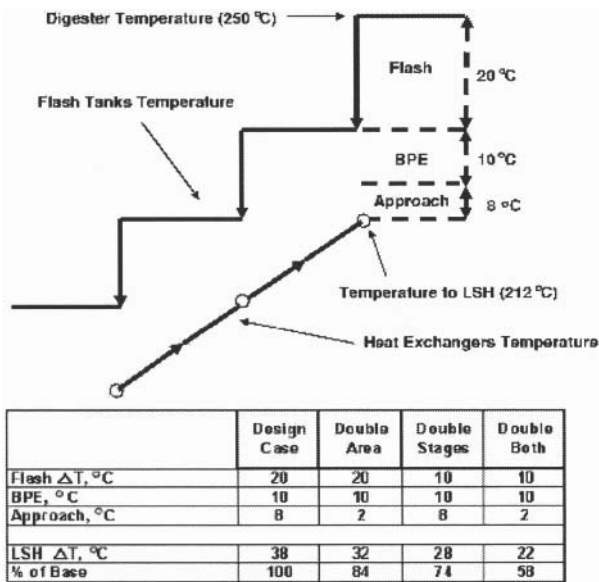 Digester Temperature (250 °C)
Flash
20 °C
Flash Tanks Temperature
BPE
10 °C
Approach
8 °C
Temperature to LSH (212 °C)
Heat Exchangers Temperature
Design Case Double Area Double Stages Double Both
Flash ΔT, °C 20 20 10 10
BPE, °C 10 10 10 10
Approach, °C 8 2 8 2
LSH ΔT, °C 38 32 28 22
% of Base 100 84 74 58